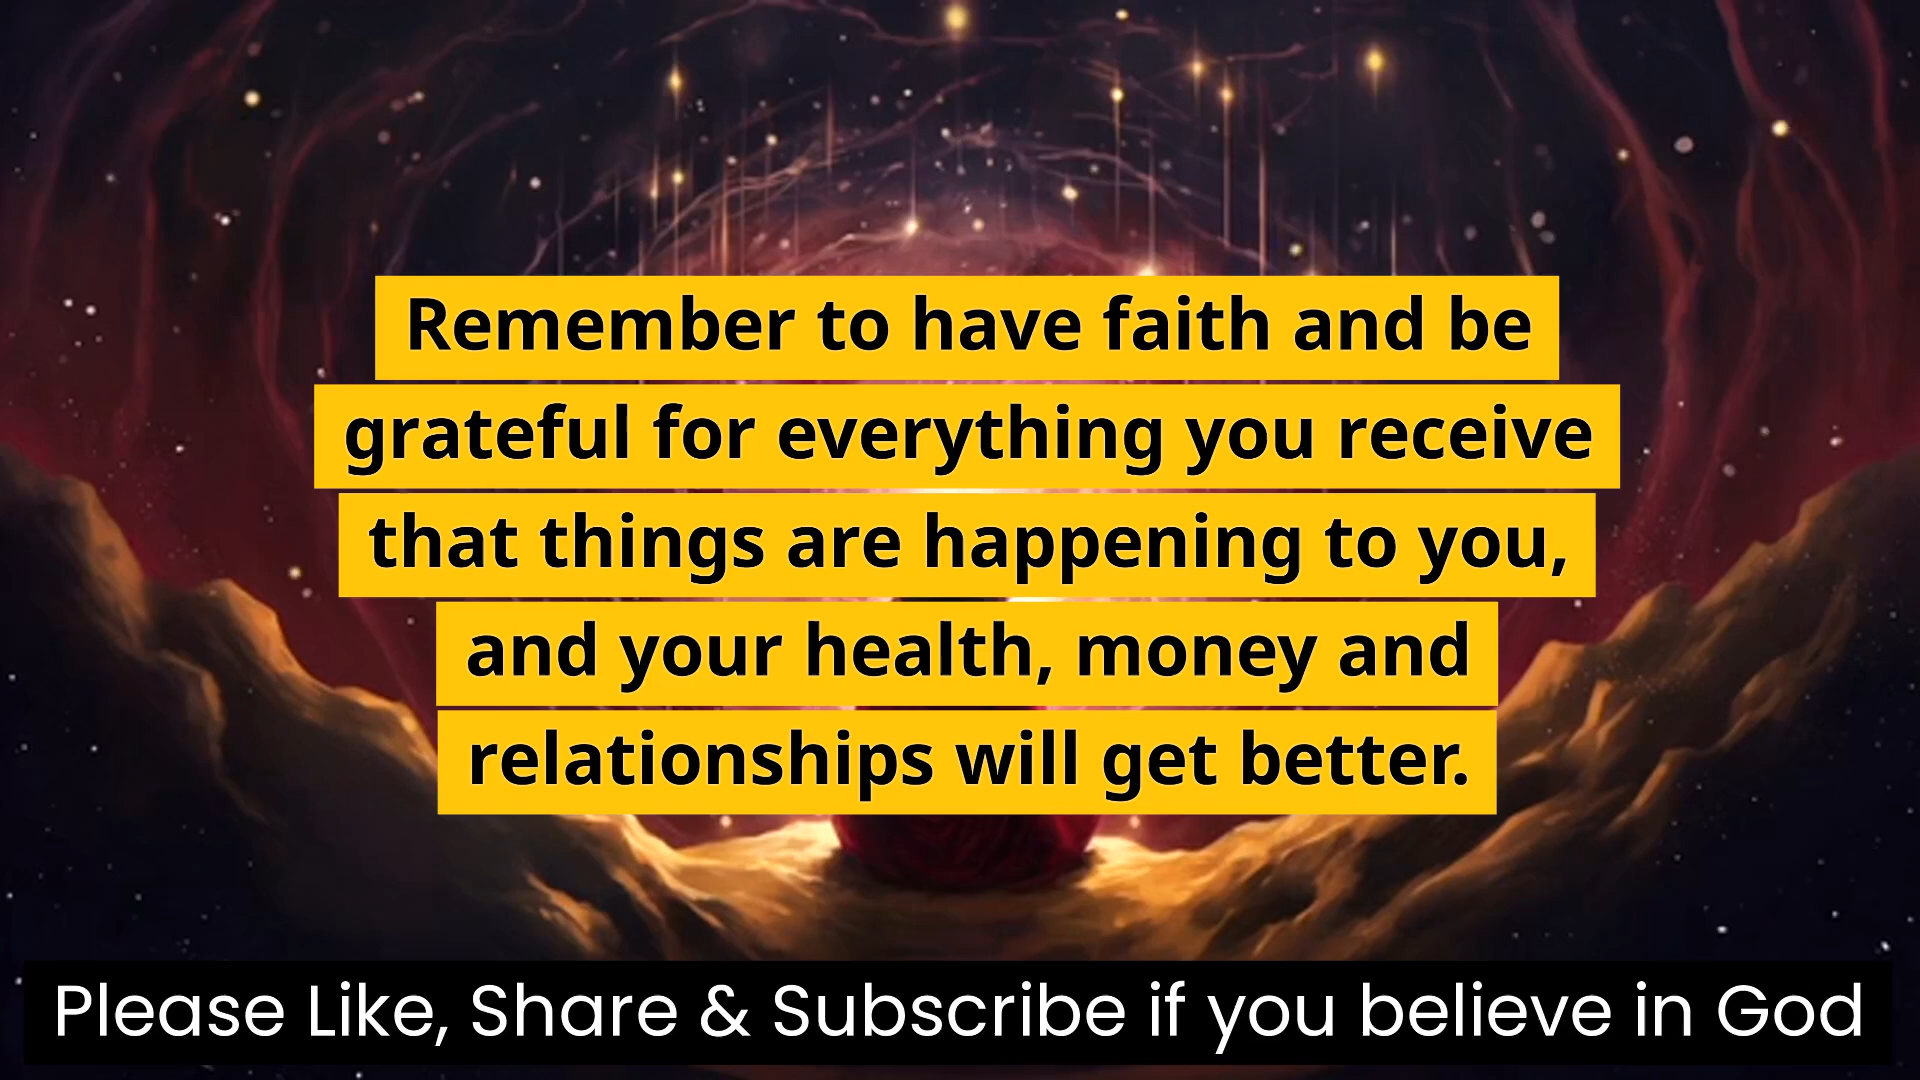 Remember to have faith and be
grateful for everything you receive
that things are happening to you,
and your health, money and
relationships will get better.
Please Like, Share & Subscribe if you believe in God